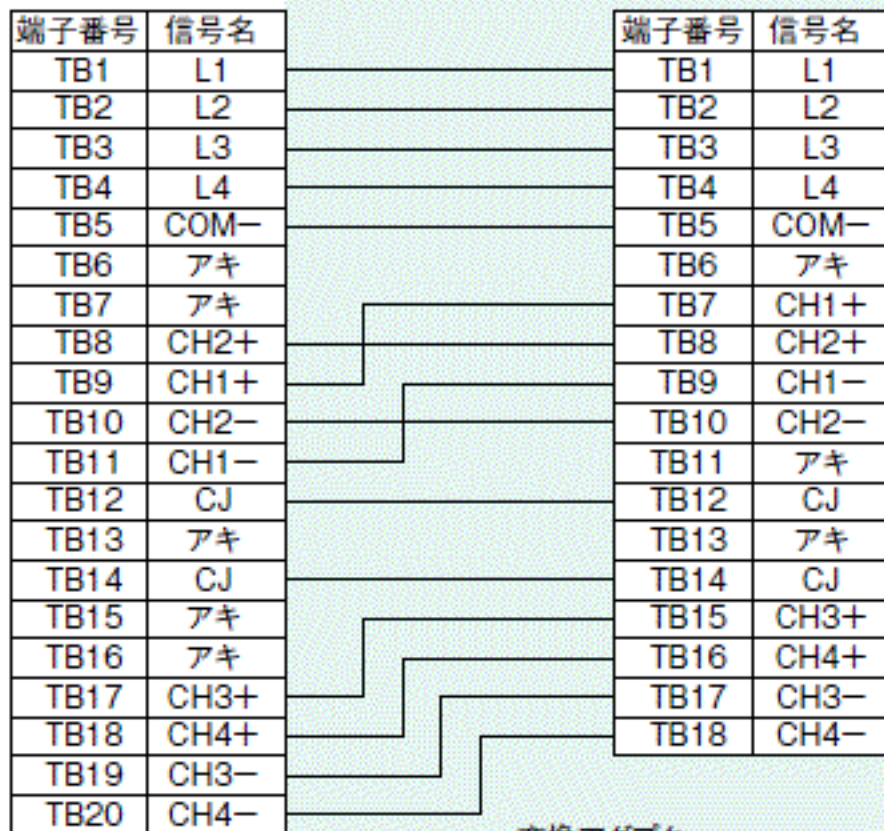 端子番号 信号名
TB1 L1
TB2 L2
TB3 L3
TB4 L4
TB5 COM−
TB6 アキ
TB7 アキ
TB8 CH2+
TB9 CH1+
TB10 CH2−
TB11 CH1−
TB12 CJ
TB13 アキ
TB14 CJ
TB15 アキ
TB16 アキ
TB17 CH3+
TB18 CH4+
TB19 CH3−
TB20 CH4−
端子番号 信号名
TB1 L1
TB2 L2
TB3 L3
TB4 L4
TB5 COM−
TB6 アキ
TB7 CH1+
TB8 CH2+
TB9 CH1−
TB10 CH2−
TB11 アキ
TB12 CJ
TB13 アキ
TB14 CJ
TB15 CH3+
TB16 CH4+
TB17 CH3−
TB18 CH4−